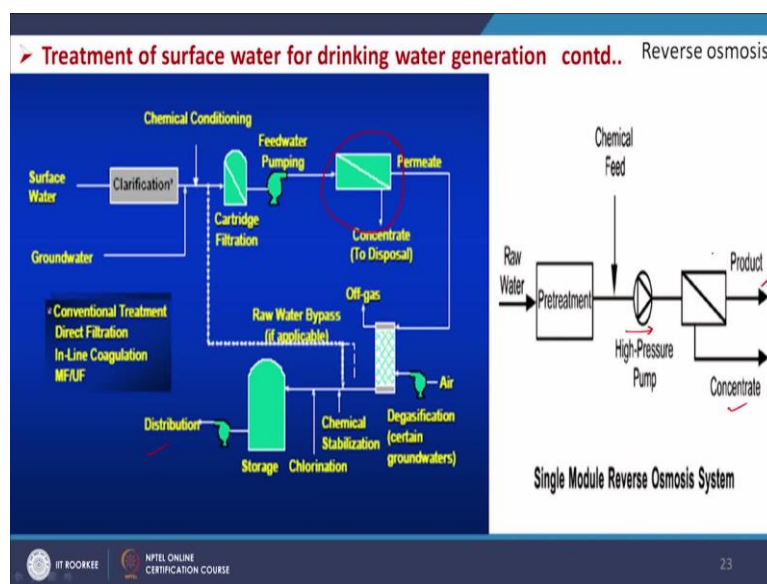 ➤ Treatment of surface water for drinking water generation contd.. Reverse osmosis
Chemical Conditioning
Surface
Water
Clarification*
Feedwater
Pumping
Permeate
Cartridge
Filtration
Concentrate
(To Disposal)
Groundwater
* Conventional Treatment
Direct Filtration
In-Line Coagulation
MF/UF
Off-gas
Raw Water Bypass
(if applicable)
Air
Degasification
(certain
groundwaters)
Chemical
Stabilization
Chlorination
Storage
Distribution
Chemical
Feed
Raw
Water
Pretreatment
High-Pressure
Pump
Product
Concentrate
Single Module Reverse Osmosis System
IIT ROORKEE
NPTEL ONLINE
CERTIFICATION COURSE
23